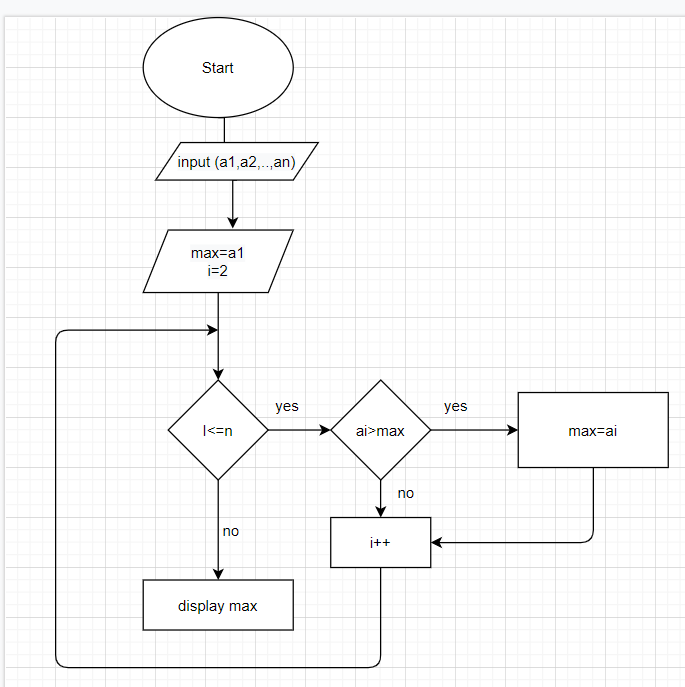 Start
input (a1,a2,..,an)
max=a1
i=2
I<=n
yes
ai>max
yes
max=ai
no
i++
no
display max